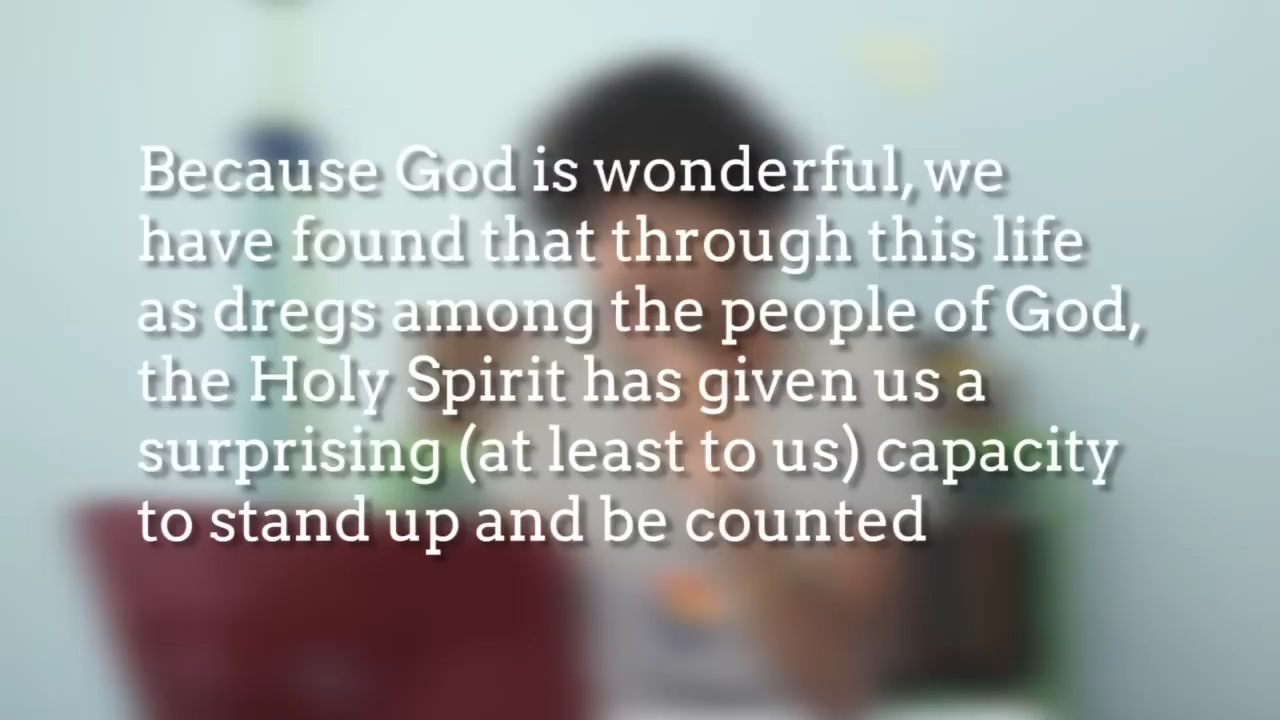 Because God is wonderful, we
have found that through this life
as dregs among the people of God,
the Holy Spirit has given us a
surprising (at least to us) capacity
to stand up and be counted